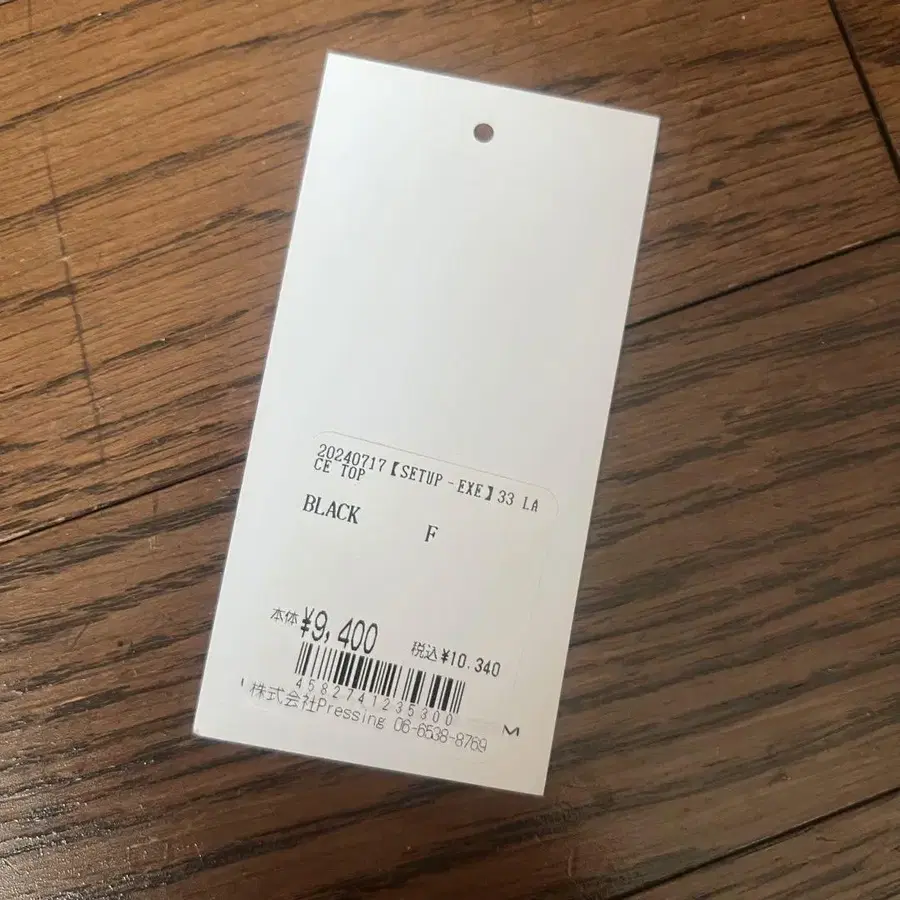 20240717【SETUP-EXE】33 LA
CE TOP
BLACK F
本体 ¥9,400 税込 ¥10,340
4582741235300
株式会社Pressing 06-6538-8769
M